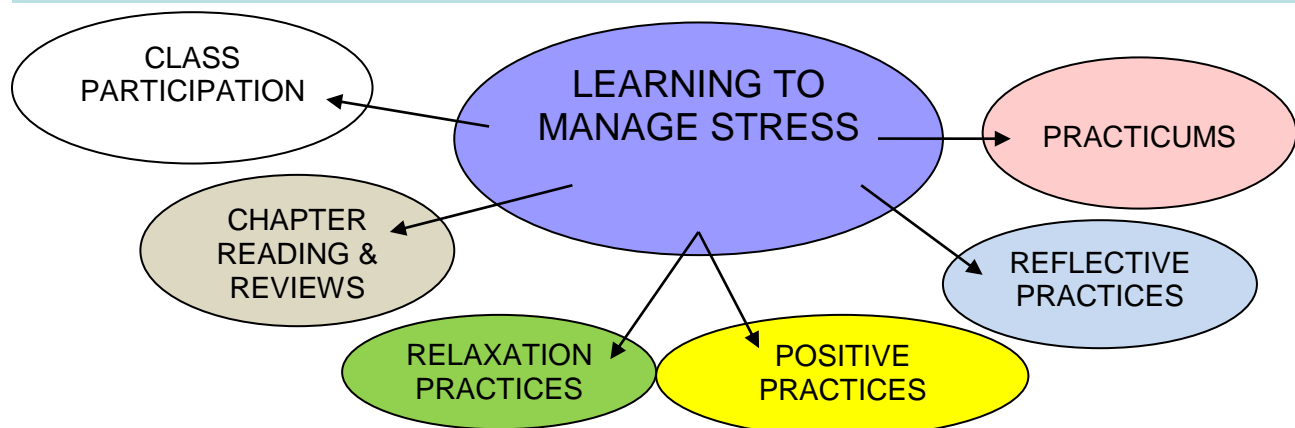 CLASS
PARTICIPATION
LEARNING TO
MANAGE STRESS
PRACTICUMS
CHAPTER
READING &
REVIEWS
REFLECTIVE
PRACTICES
RELAXATION
PRACTICES
POSITIVE
PRACTICES